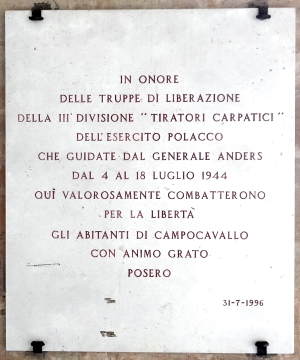 IN ONORE
DELLE TRUPPE DI LIBERAZIONE
DELLA III DIVISIONE "TIRATORI CARPATICI"
DELL'ESERCITO POLACCO
CHE GUIDATE DAL GENERALE ANDERS
DAL 4 AL 18 LUGLIO 1944
QUÌ VALOROSAMENTE COMBATTERONO
PER LA LIBERTÀ
GLI ABITANTI DI CAMPOCAVALLO
CON ANIMO GRATO
POSERO
31-7-1996